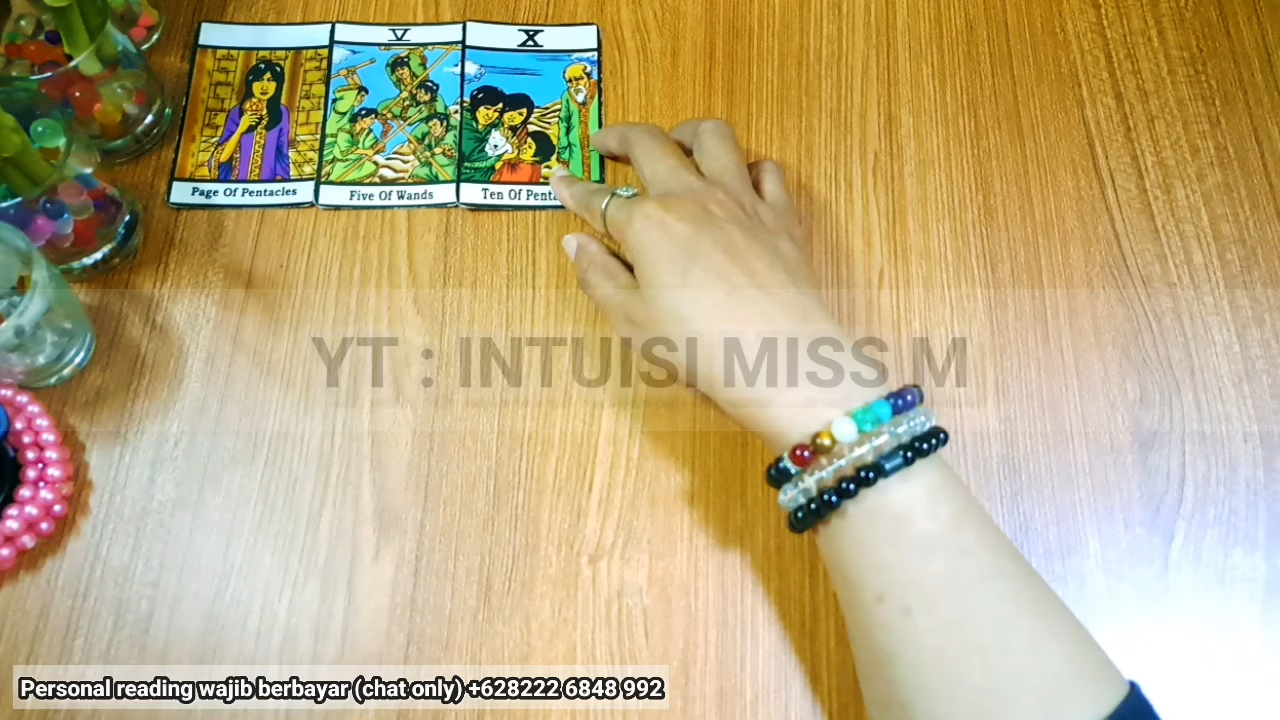 V
X
Page Of Pentacles
Five Of Wands
Ten Of
YT : INTUISI MISS M
Personal reading wajib berbayar (chat only) +628222 6848 992